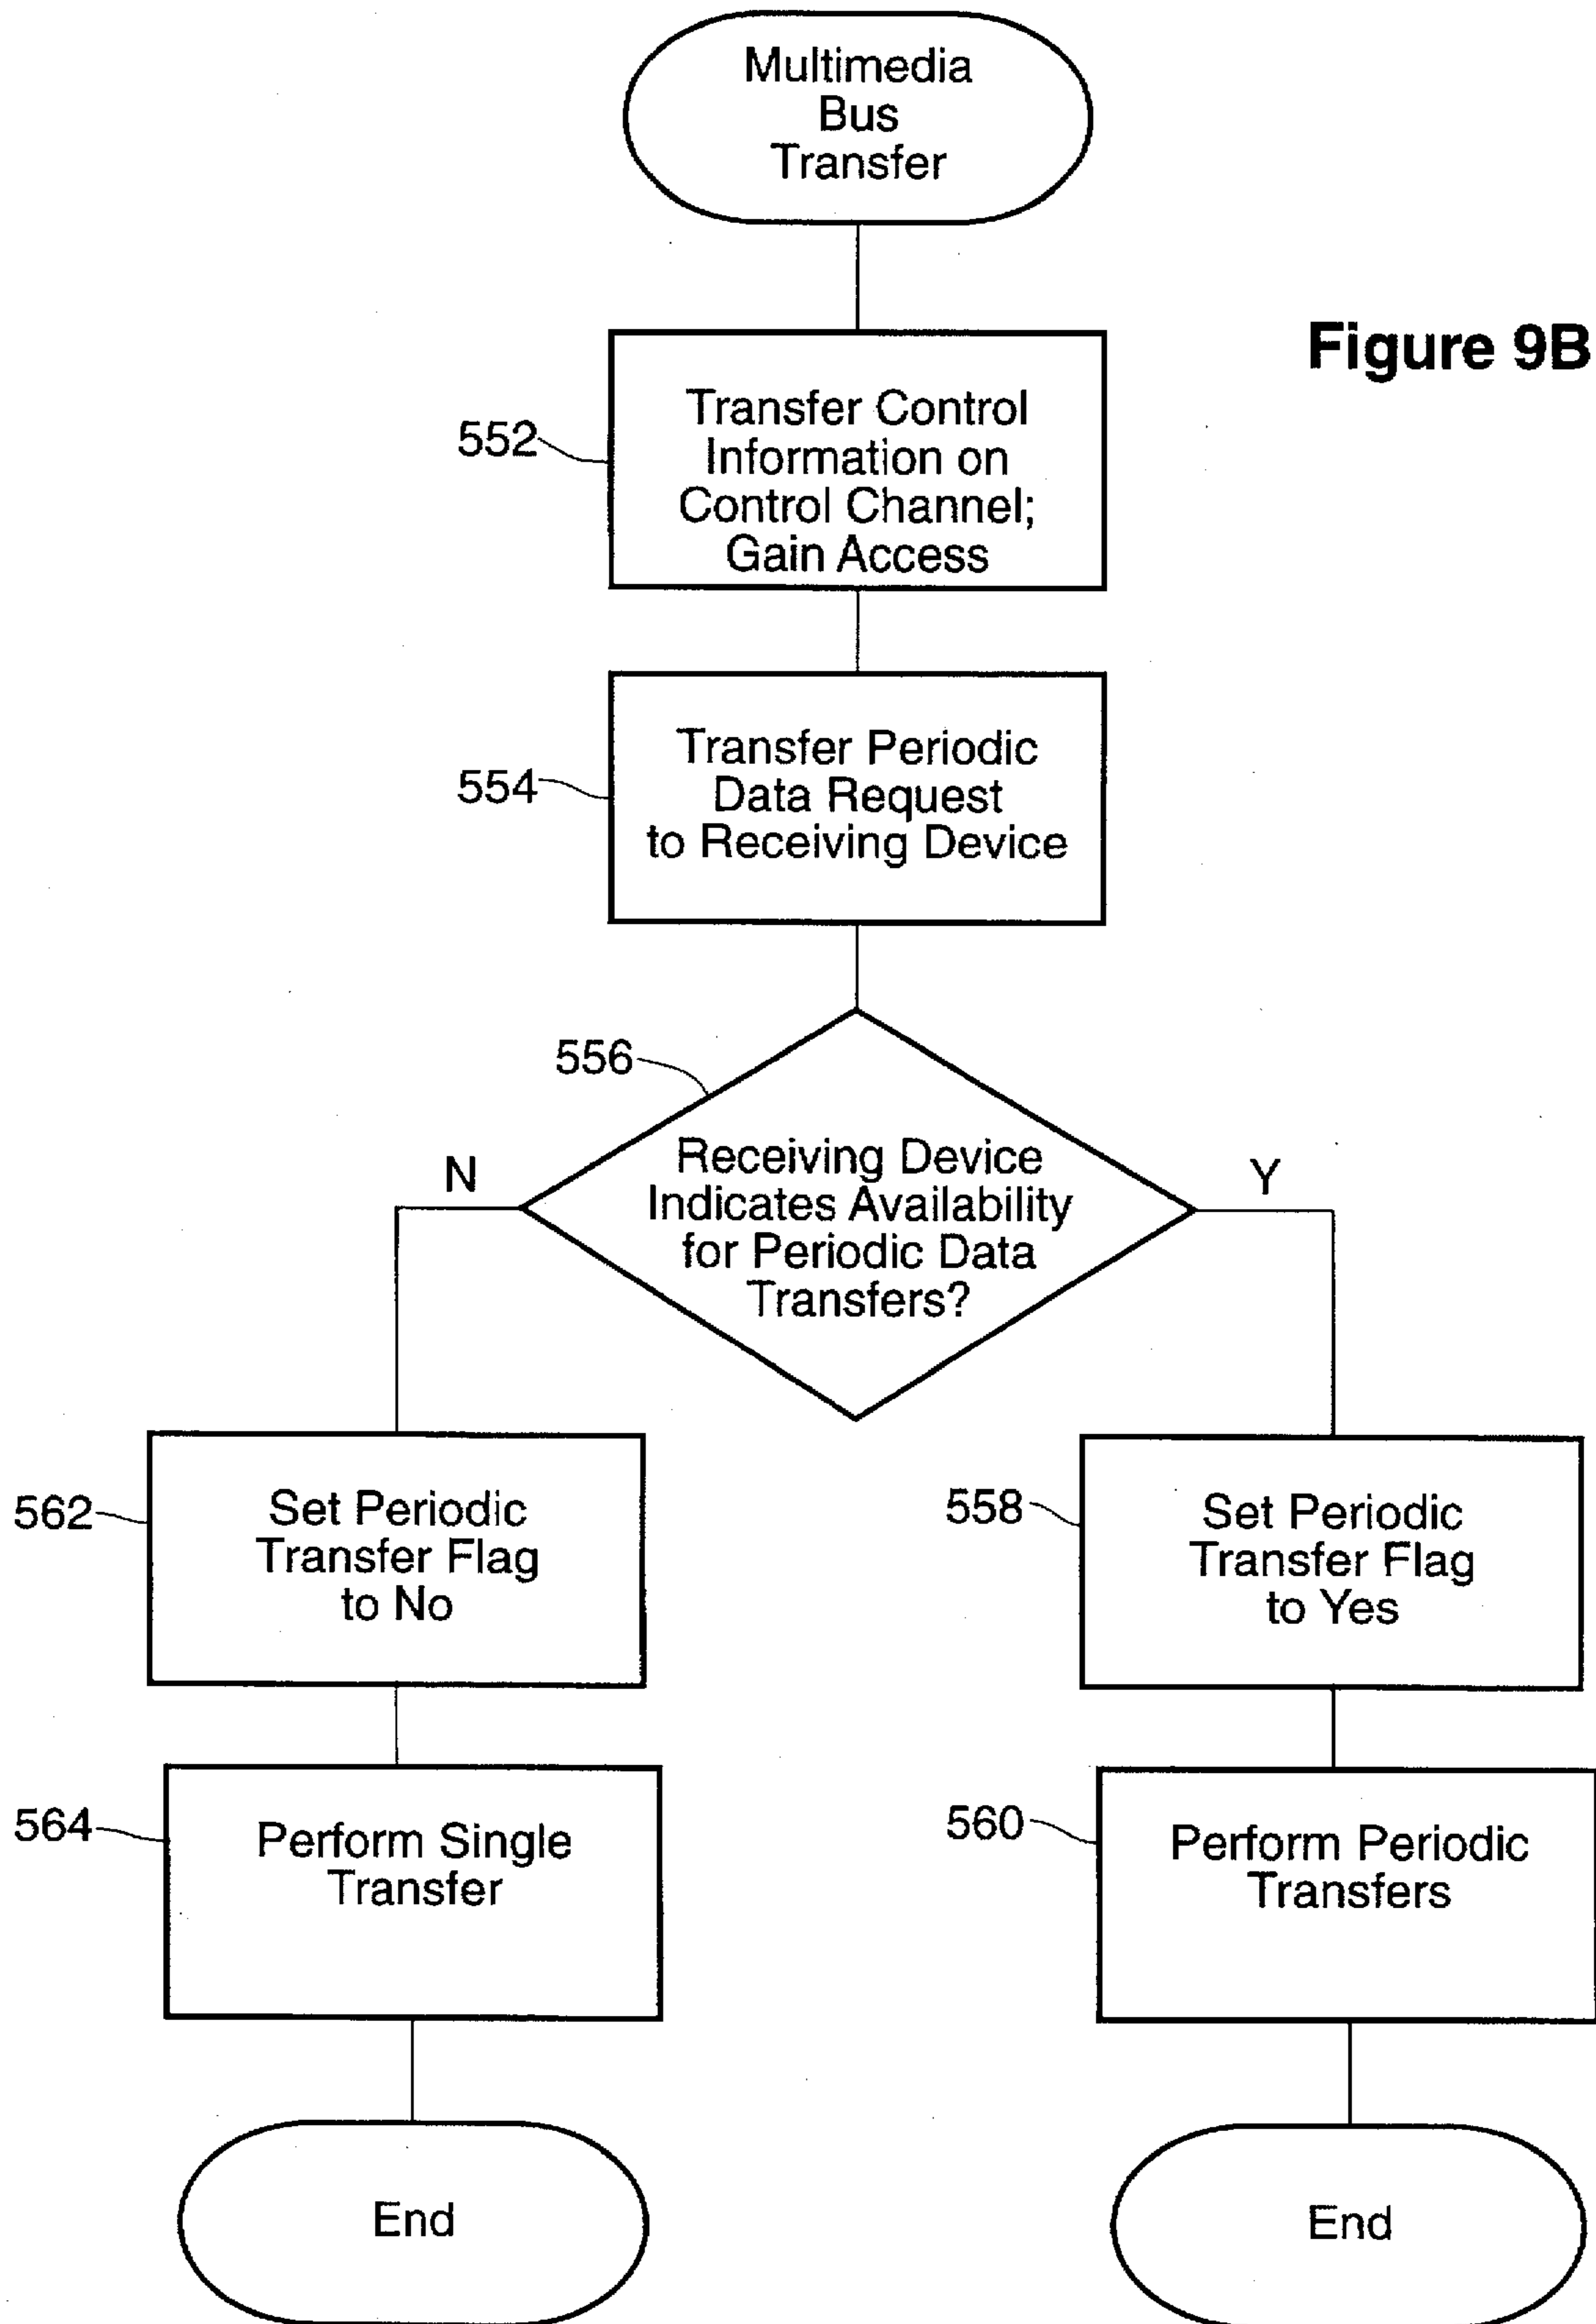 Multimedia
Bus
Transfer
Figure 9B
552
Transfer Control
Information on
Control Channel;
Gain Access
554
Transfer Periodic
Data Request
to Receiving Device
556
N
Receiving Device
Indicates Availability
for Periodic Data
Transfers?
Y
562
Set Periodic
Transfer Flag
to No
558
Set Periodic
Transfer Flag
to Yes
564
Perform Single
Transfer
560
Perform Periodic
Transfers
End
End